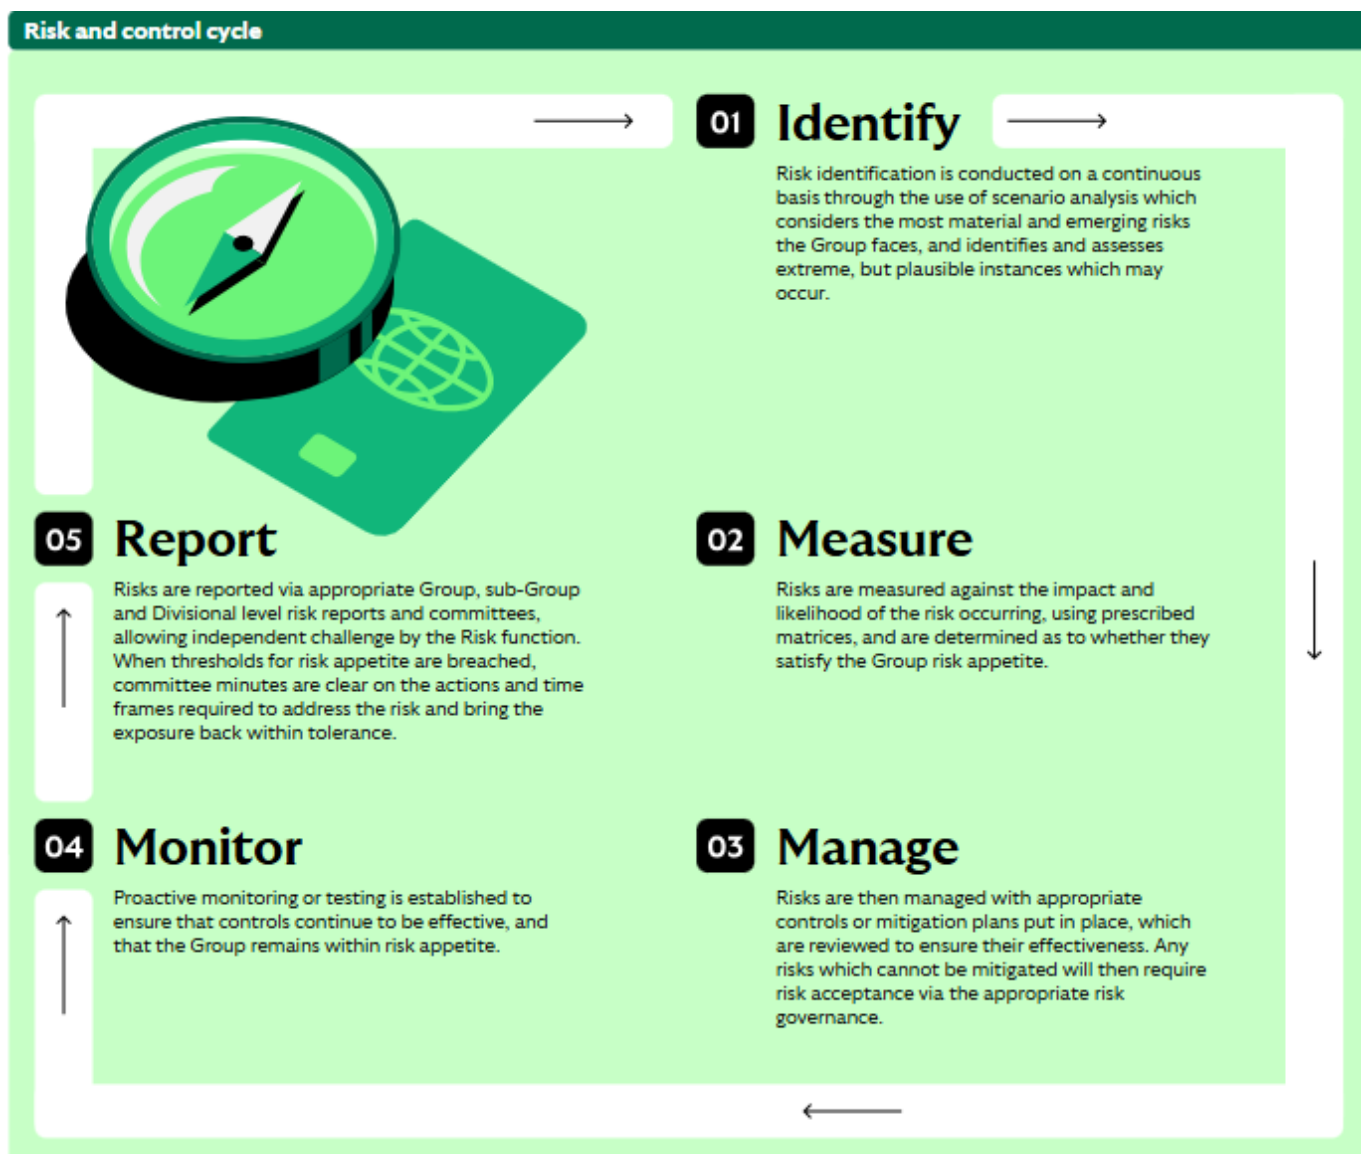 Risk and control cycle
01
Identify
Risk identification is conducted on a continuous
basis through the use of scenario analysis which
considers the most material and emerging risks
the Group faces, and identifies and assesses
extreme, but plausible instances which may
occur.
02
Measure
Risks are measured against the impact and
likelihood of the risk occurring, using prescribed
matrices, and are determined as to whether they
satisfy the Group risk appetite.
03
Manage
Risks are then managed with appropriate
controls or mitigation plans put in place, which
are reviewed to ensure their effectiveness. Any
risks which cannot be mitigated will then require
risk acceptance via the appropriate risk
governance.
04
Monitor
Proactive monitoring or testing is established to
ensure that controls continue to be effective, and
that the Group remains within risk appetite.
05
Report
Risks are reported via appropriate Group, sub-Group
and Divisional level risk reports and committees,
allowing independent challenge by the Risk function.
When thresholds for risk appetite are breached,
committee minutes are clear on the actions and time
frames required to address the risk and bring the
exposure back within tolerance.